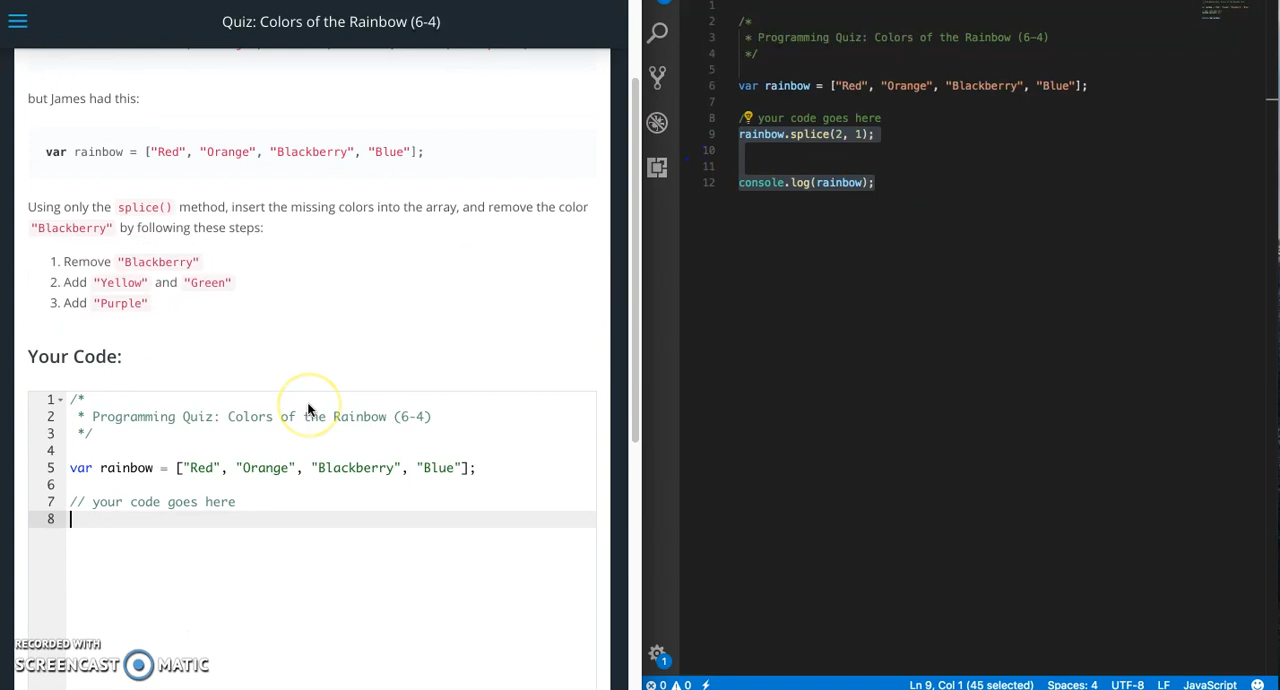 Quiz: Colors of the Rainbow (6-4)
but James had this:
var rainbow = ["Red", "Orange", "Blackberry", "Blue"];
Using only the splice() method, insert the missing colors into the array, and remove the color
"Blackberry" by following these steps:
1. Remove "Blackberry"
2. Add "Yellow" and "Green"
3. Add "Purple"
Your Code:
1 /*
2 * Programming Quiz: Colors of the Rainbow (6-4)
3 */
4
5 var rainbow = ["Red", "Orange", "Blackberry", "Blue"];
6
7 // your code goes here
8
RECORDED WITH
SCREENCAST MATIC
1
2 /*
3 * Programming Quiz: Colors of the Rainbow (6-4)
4 */
5
6 var rainbow = ["Red", "Orange", "Blackberry", "Blue"];
7
8 / your code goes here
9 rainbow.splice(2, 1);
10
11
12 console.log(rainbow);
1
0 0 Ln 9, Col 1 (45 selected) Spaces: 4 UTF-8 LF JavaScript